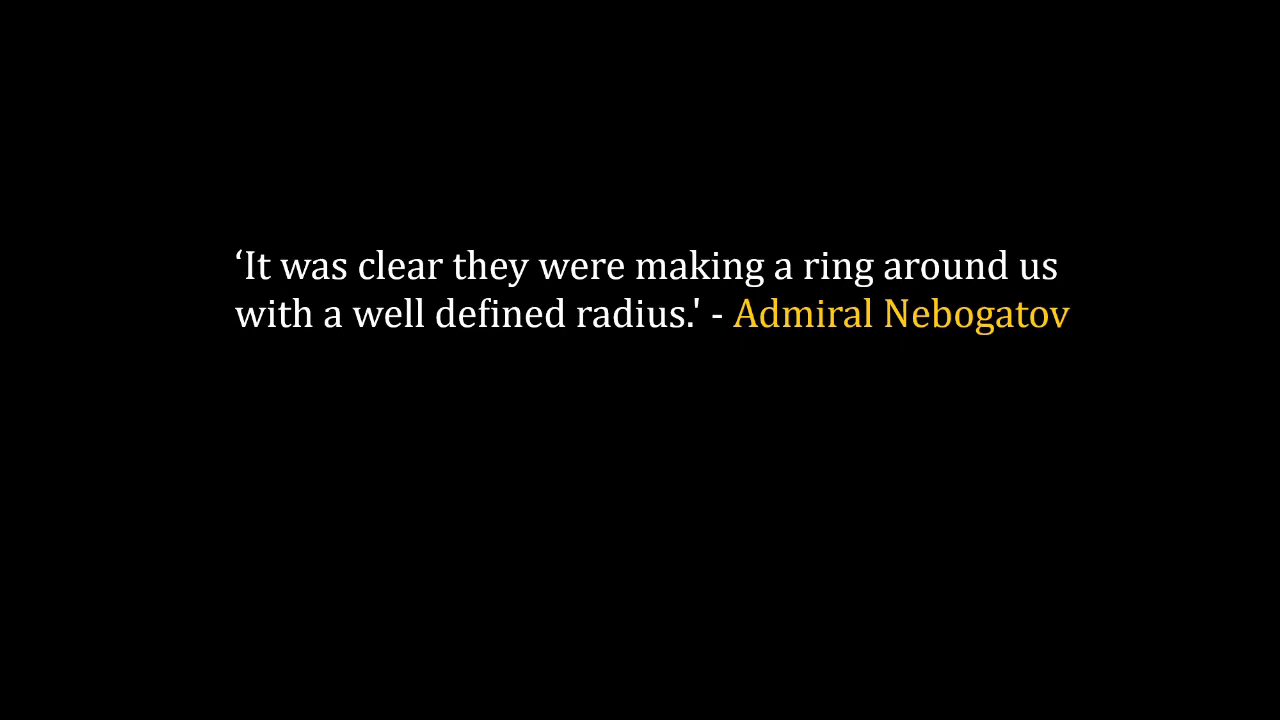 ‘It was clear they were making a ring around us
with a well defined radius.' - Admiral Nebogatov